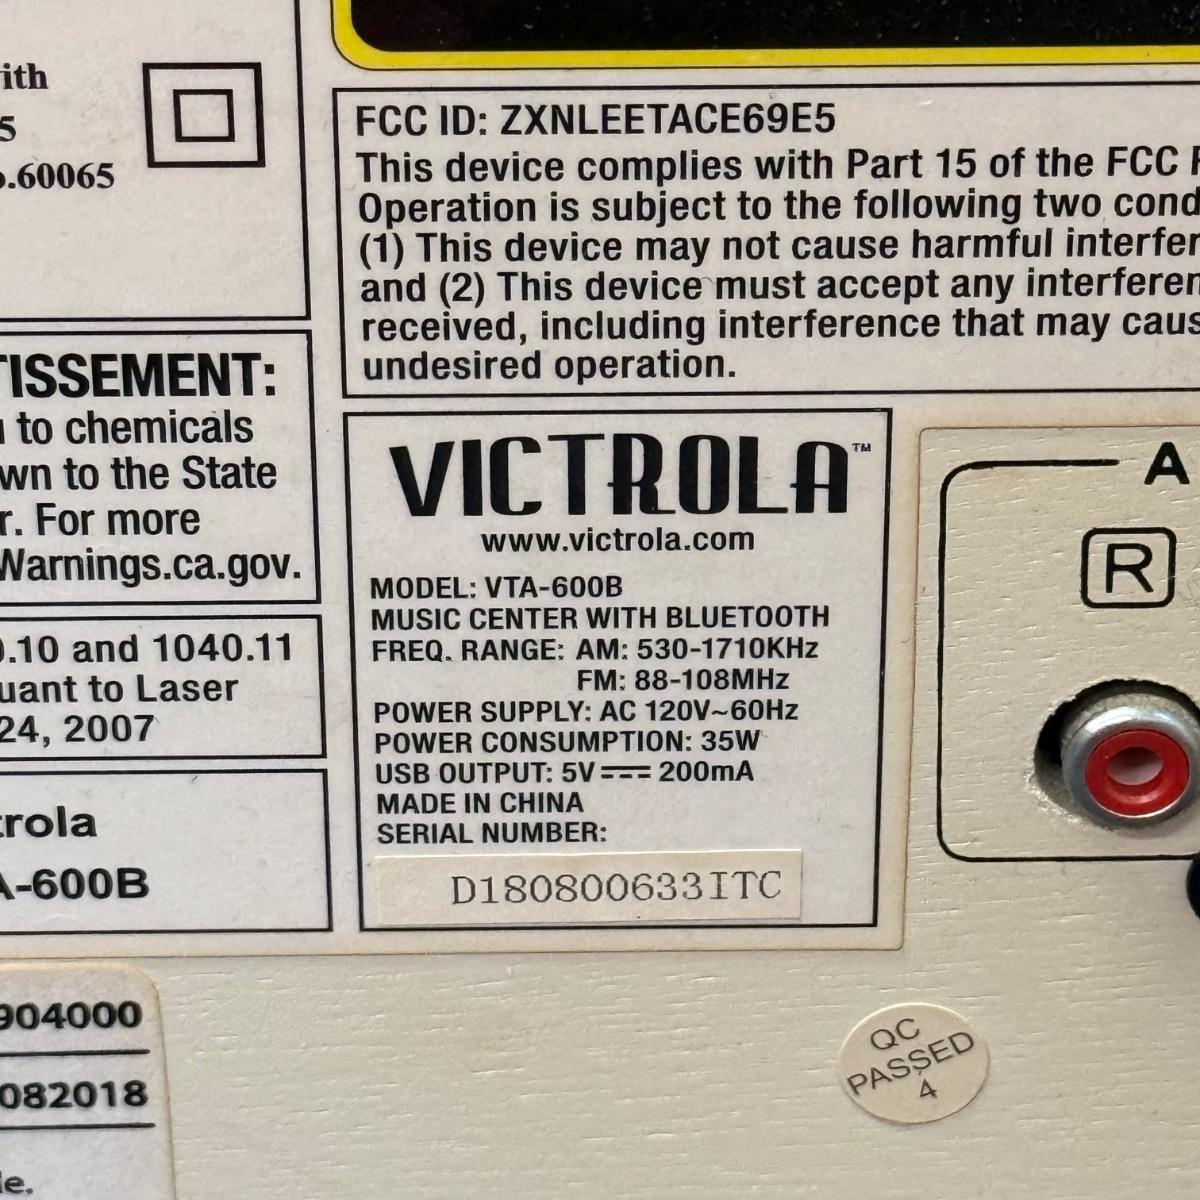 ith
5
.60065
TISSEMENT:
to chemicals
wn to the State
r. For more
Warnings.ca.gov.
.10 and 1040.11
uant to Laser
24, 2007
trola
A-600B
904000
082018
le.
FCC ID: ZXNLEETACE69E5
This device complies with Part 15 of the FCC
Operation is subject to the following two cond
(1) This device may not cause harmful interfer
and (2) This device must accept any interferen
received, including interference that may caus
undesired operation.
VICTROLA™
www.victrola.com
MODEL: VTA-600B
MUSIC CENTER WITH BLUETOOTH
FREQ. RANGE: AM: 530-1710KHz
FM: 88-108MHz
POWER SUPPLY: AC 120V~60Hz
POWER CONSUMPTION: 35W
USB OUTPUT: 5V⎓200mA
MADE IN CHINA
SERIAL NUMBER:
D180800633ITC
A
R
QC
PASSED
4